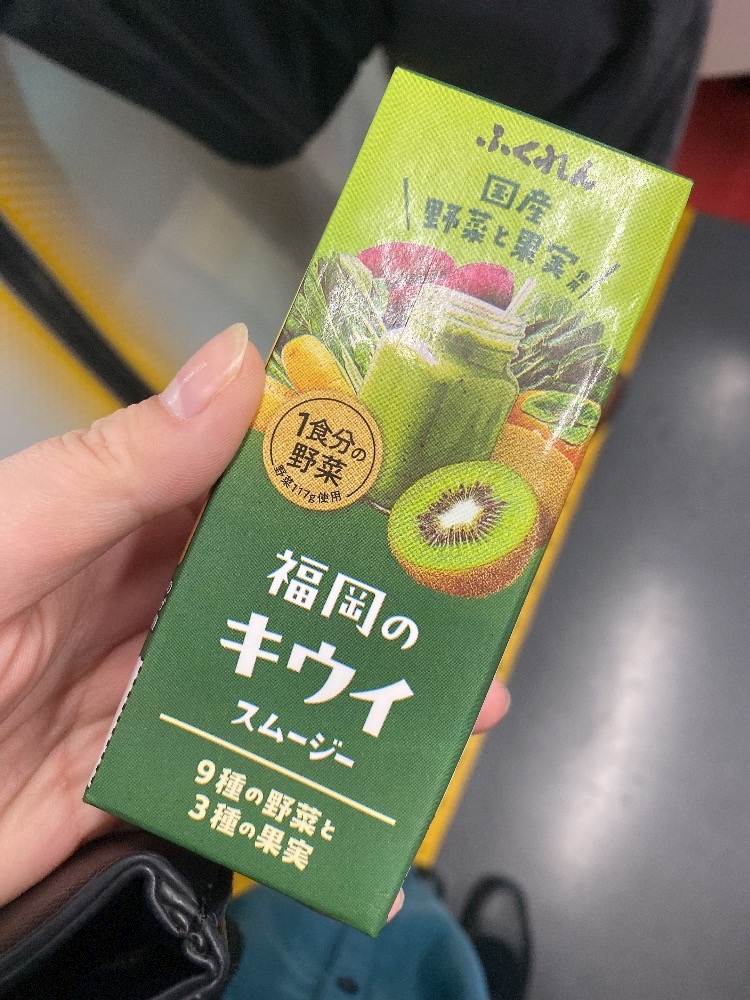 ふくれん
国産
野菜と果実使用
1食分の
野菜
野菜117g使用
福岡の
キウイ
スムージー
9種の野菜と
3種の果実